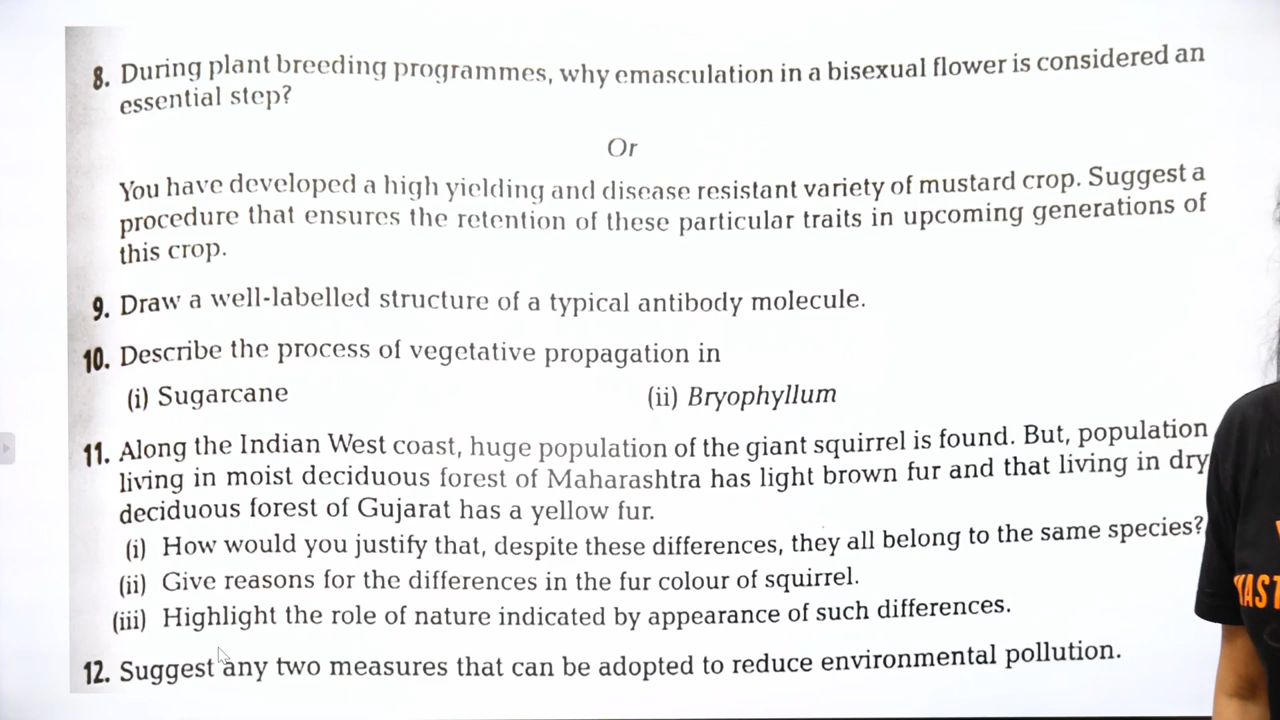 8. During plant breeding programmes, why emasculation in a bisexual flower is considered an
essential step?
Or
You have developed a high yielding and disease resistant variety of mustard crop. Suggest a
procedure that ensures the retention of these particular traits in upcoming generations of
this crop.
9. Draw a well-labelled structure of a typical antibody molecule.
10. Describe the process of vegetative propagation in
(i) Sugarcane (ii) Bryophyllum
11. Along the Indian West coast, huge population of the giant squirrel is found. But, population
living in moist deciduous forest of Maharashtra has light brown fur and that living in dry
deciduous forest of Gujarat has a yellow fur.
(i) How would you justify that, despite these differences, they all belong to the same species?
(ii) Give reasons for the differences in the fur colour of squirrel.
(iii) Highlight the role of nature indicated by appearance of such differences.
12. Suggest any two measures that can be adopted to reduce environmental pollution.